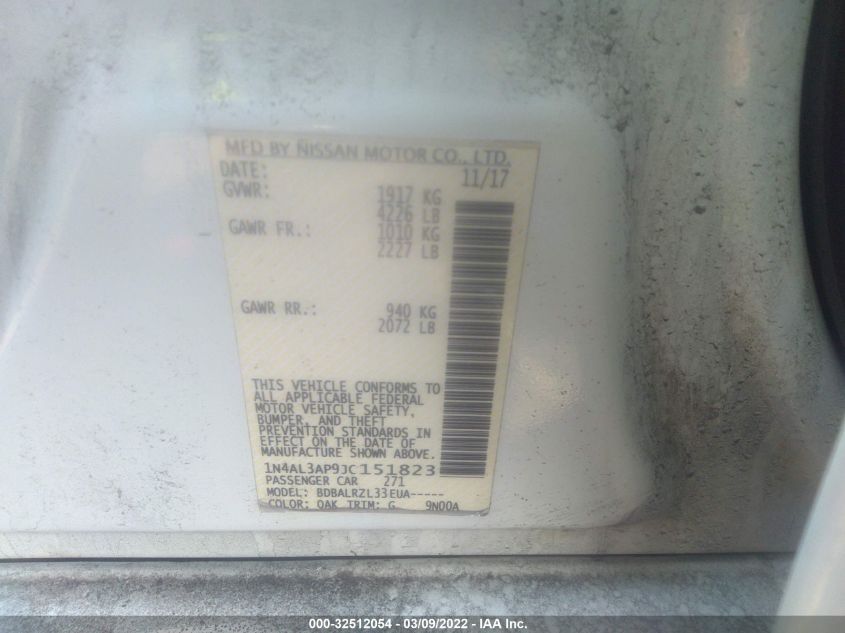 MFD BY NISSAN MOTOR CO., LTD.
DATE: 11/17
GVWR: 1917 KG
4226 LB
GAWR FR.: 1010 KG
2227 LB
GAWR RR.: 940 KG
2072 LB
THIS VEHICLE CONFORMS TO
ALL APPLICABLE FEDERAL
MOTOR VEHICLE SAFETY,
BUMPER, AND THEFT
PREVENTION STANDARDS IN
EFFECT ON THE DATE OF
MANUFACTURE SHOWN ABOVE.
1N4AL3AP9JC151823
PASSENGER CAR 271
MODEL: BDBALRZL33EUA-----
COLOR: QAK TRIM: G 9N00A
000-32512054 - 03/09/2022 - IAA Inc.